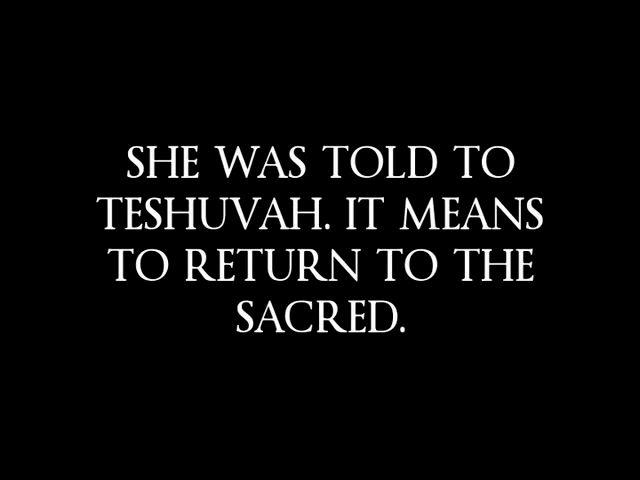 SHE WAS TOLD TO
TESHUVAH. IT MEANS
TO RETURN TO THE
SACRED.